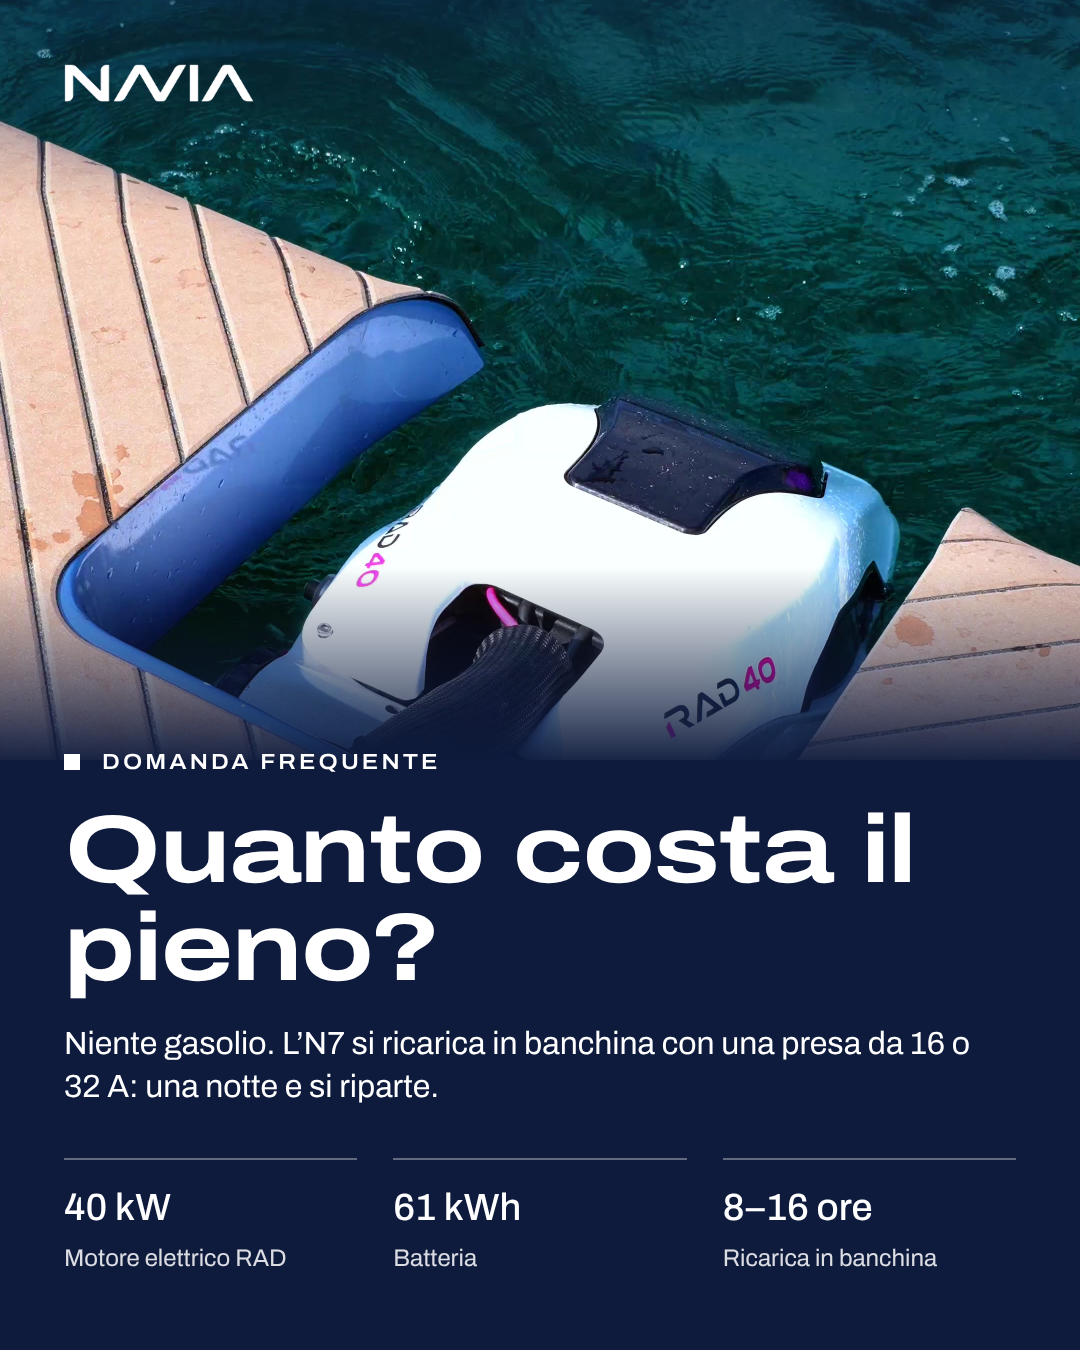 NAVIA
RAD 40
RAD 40
DOMANDA FREQUENTE
Quanto costa il
pieno?
Niente gasolio. L’N7 si ricarica in banchina con una presa da 16 o
32 A: una notte e si riparte.
40 kW
61 kWh
8–16 ore
Motore elettrico RAD
Batteria
Ricarica in banchina